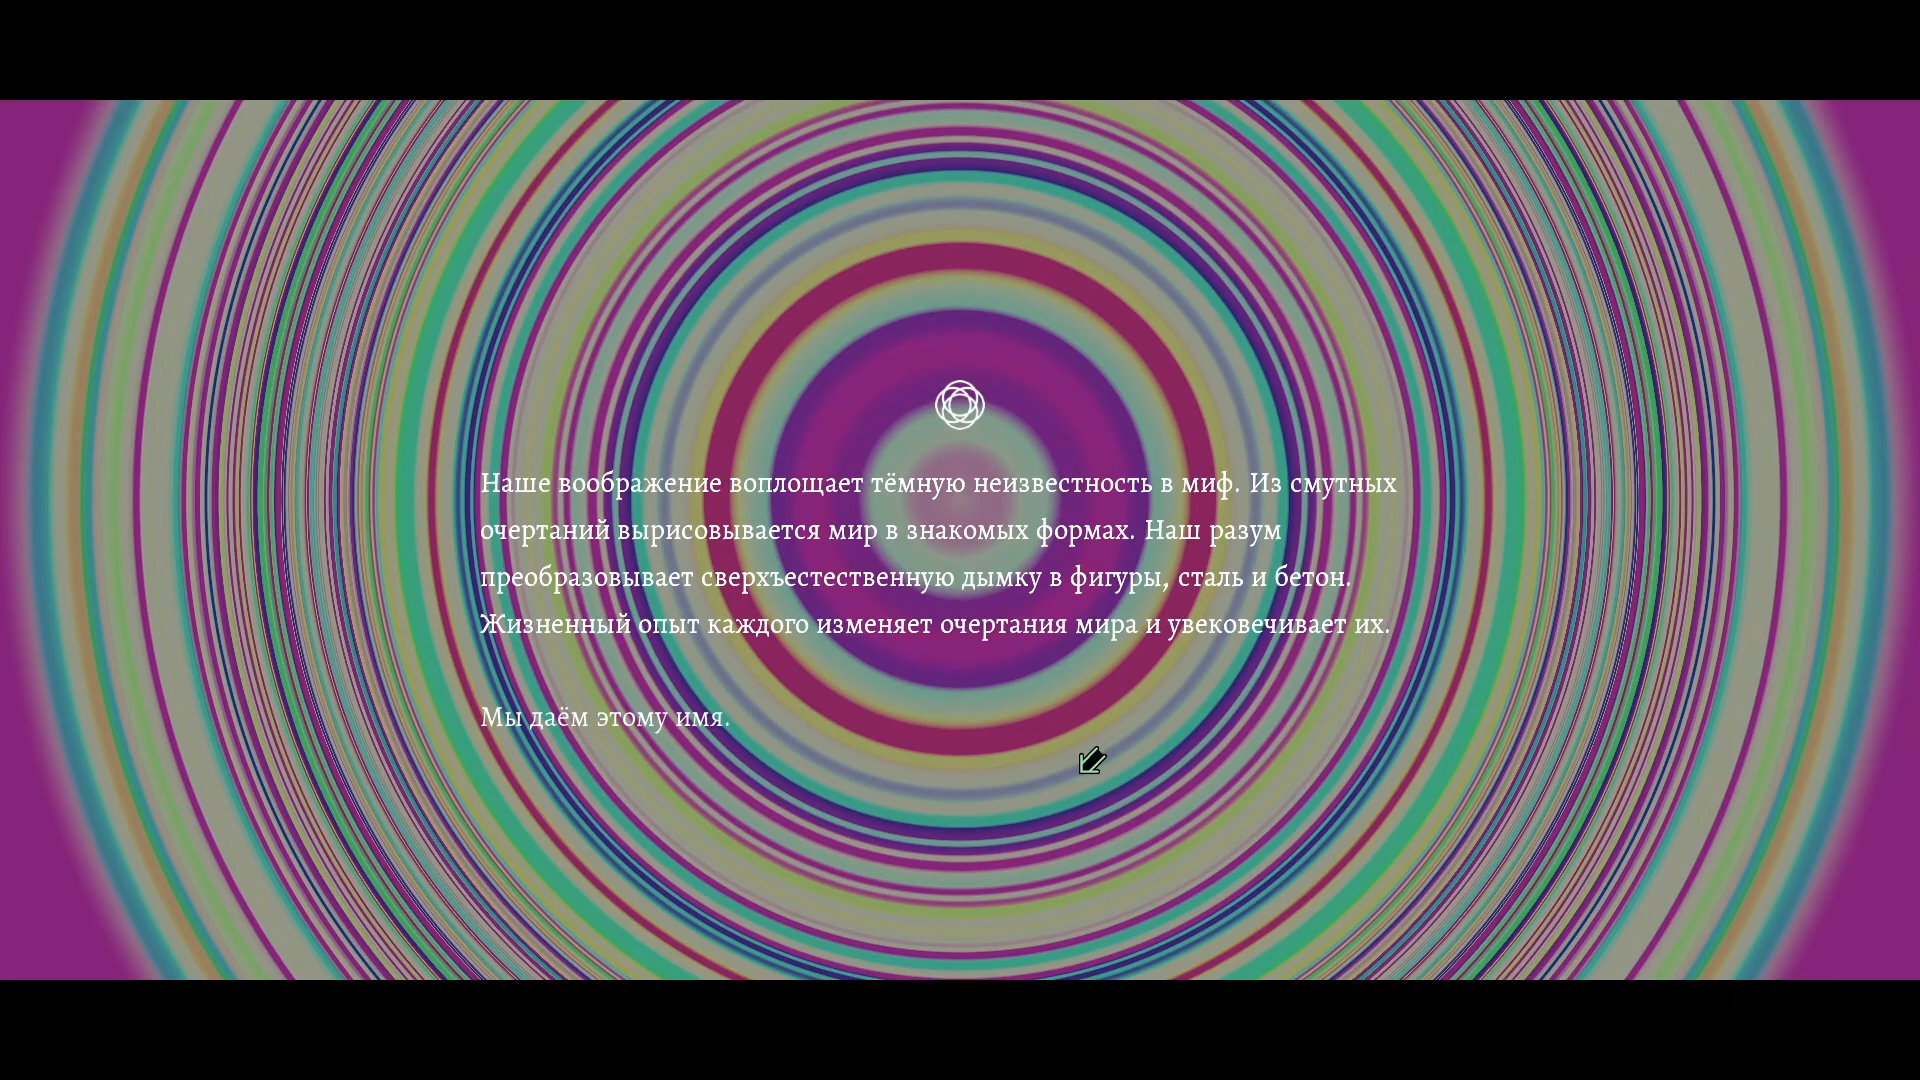 Наше воображение воплощает тёмную неизвестность в миф. Из смутных
очертаний вырисовывается мир в знакомых формах. Наш разум
преобразовывает сверхъестественную дымку в фигуры, сталь и бетон.
Жизненный опыт каждого изменяет очертания мира и увековечивает их.
Мы даём этому имя.